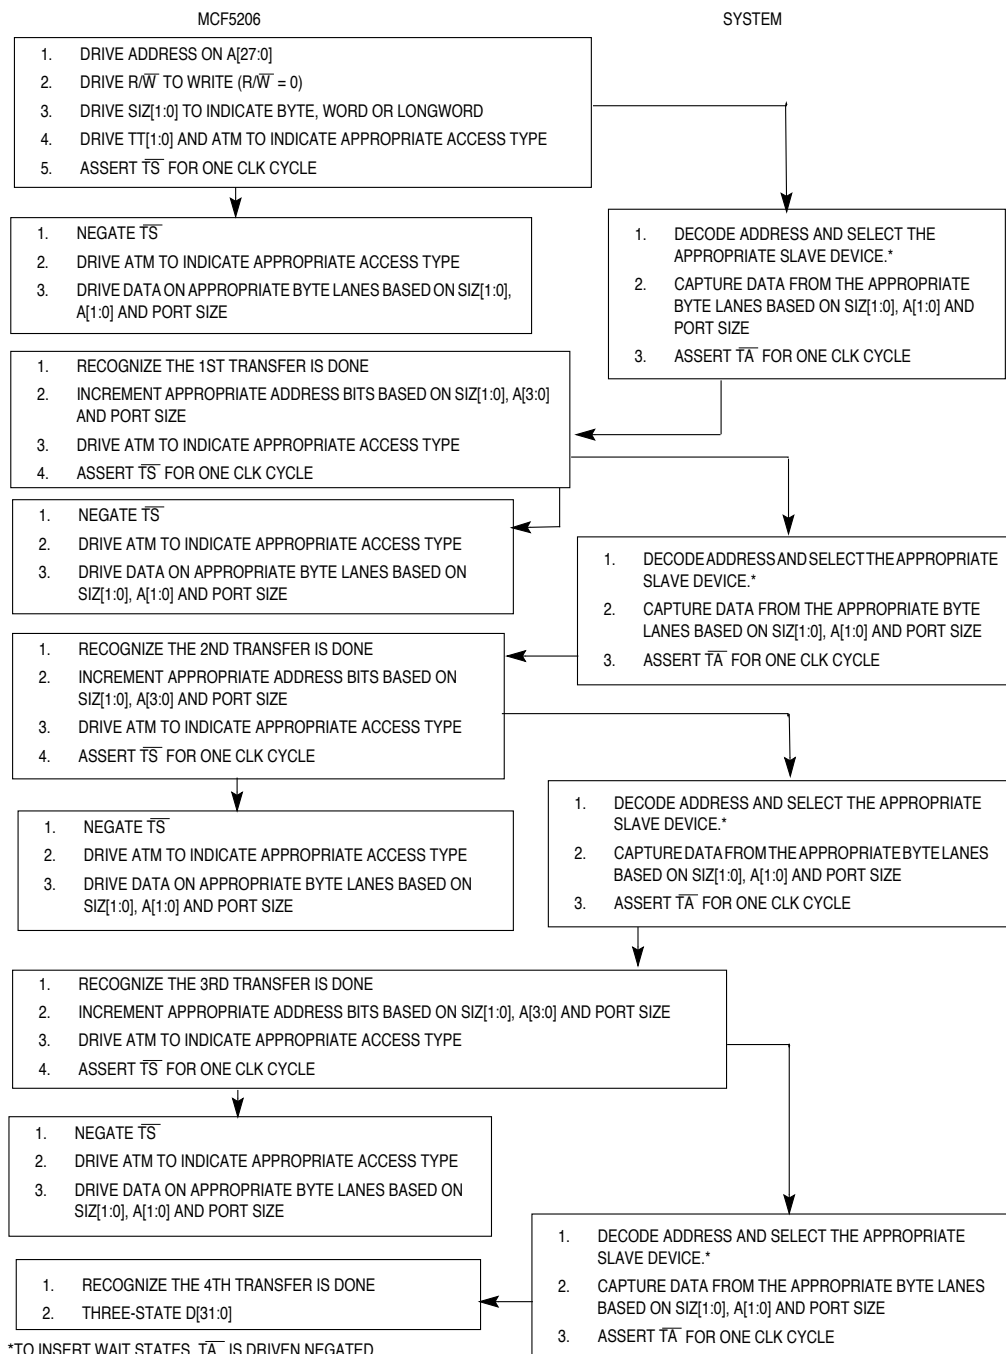 MCF5206
SYSTEM
1. DRIVE ADDRESS ON A[27:0]
2. DRIVE R/W̅ TO WRITE (R/W̅ = 0)
3. DRIVE SIZ[1:0] TO INDICATE BYTE, WORD OR LONGWORD
4. DRIVE TT[1:0] AND ATM TO INDICATE APPROPRIATE ACCESS TYPE
5. ASSERT T̅S̅ FOR ONE CLK CYCLE
1. NEGATE T̅S̅
2. DRIVE ATM TO INDICATE APPROPRIATE ACCESS TYPE
3. DRIVE DATA ON APPROPRIATE BYTE LANES BASED ON SIZ[1:0],
A[1:0] AND PORT SIZE
1. DECODE ADDRESS AND SELECT THE
APPROPRIATE SLAVE DEVICE.*
2. CAPTURE DATA FROM THE APPROPRIATE
BYTE LANES BASED ON SIZ[1:0], A[1:0] AND
PORT SIZE
3. ASSERT T̅A̅ FOR ONE CLK CYCLE
1. RECOGNIZE THE 1ST TRANSFER IS DONE
2. INCREMENT APPROPRIATE ADDRESS BITS BASED ON SIZ[1:0], A[3:0]
AND PORT SIZE
3. DRIVE ATM TO INDICATE APPROPRIATE ACCESS TYPE
4. ASSERT T̅S̅ FOR ONE CLK CYCLE
1. NEGATE T̅S̅
2. DRIVE ATM TO INDICATE APPROPRIATE ACCESS TYPE
3. DRIVE DATA ON APPROPRIATE BYTE LANES BASED ON
SIZ[1:0], A[1:0] AND PORT SIZE
1. DECODE ADDRESS AND SELECT THE APPROPRIATE
SLAVE DEVICE.*
2. CAPTURE DATA FROM THE APPROPRIATE BYTE
LANES BASED ON SIZ[1:0], A[1:0] AND PORT SIZE
3. ASSERT T̅A̅ FOR ONE CLK CYCLE
1. RECOGNIZE THE 2ND TRANSFER IS DONE
2. INCREMENT APPROPRIATE ADDRESS BITS BASED ON
SIZ[1:0], A[3:0] AND PORT SIZE
3. DRIVE ATM TO INDICATE APPROPRIATE ACCESS TYPE
4. ASSERT T̅S̅ FOR ONE CLK CYCLE
1. NEGATE T̅S̅
2. DRIVE ATM TO INDICATE APPROPRIATE ACCESS TYPE
3. DRIVE DATA ON APPROPRIATE BYTE LANES BASED ON
SIZ[1:0], A[1:0] AND PORT SIZE
1. DECODE ADDRESS AND SELECT THE APPROPRIATE
SLAVE DEVICE.*
2. CAPTURE DATA FROM THE APPROPRIATE BYTE LANES
BASED ON SIZ[1:0], A[1:0] AND PORT SIZE
3. ASSERT T̅A̅ FOR ONE CLK CYCLE
1. RECOGNIZE THE 3RD TRANSFER IS DONE
2. INCREMENT APPROPRIATE ADDRESS BITS BASED ON SIZ[1:0], A[3:0] AND PORT SIZE
3. DRIVE ATM TO INDICATE APPROPRIATE ACCESS TYPE
4. ASSERT T̅S̅ FOR ONE CLK CYCLE
1. NEGATE T̅S̅
2. DRIVE ATM TO INDICATE APPROPRIATE ACCESS TYPE
3. DRIVE DATA ON APPROPRIATE BYTE LANES BASED ON
SIZ[1:0], A[1:0] AND PORT SIZE
1. DECODE ADDRESS AND SELECT THE APPROPRIATE
SLAVE DEVICE.*
2. CAPTURE DATA FROM THE APPROPRIATE BYTE LANES
BASED ON SIZ[1:0], A[1:0] AND PORT SIZE
3. ASSERT T̅A̅ FOR ONE CLK CYCLE
1. RECOGNIZE THE 4TH TRANSFER IS DONE
2. THREE-STATE D[31:0]
*TO INSERT WAIT STATES, T̅A̅ IS DRIVEN NEGATED